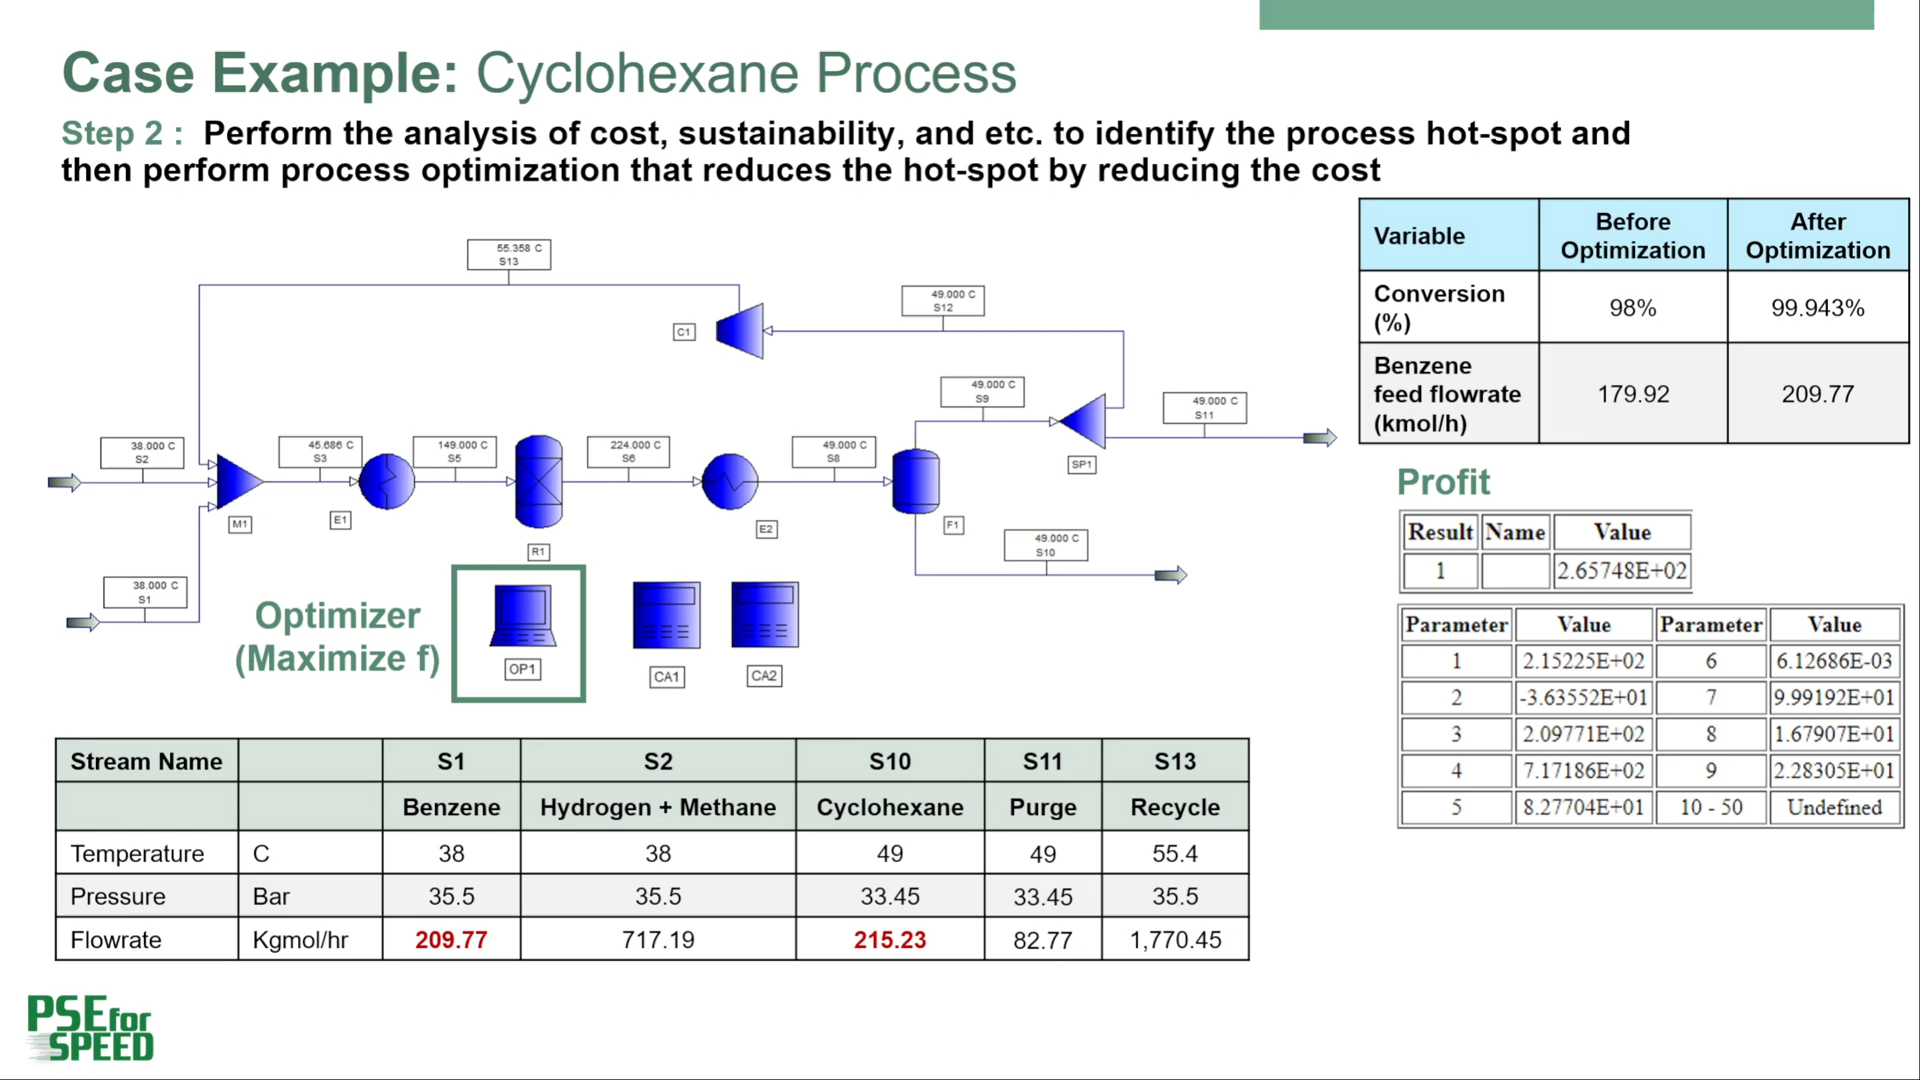 Case Example: Cyclohexane Process
Step 2 : Perform the analysis of cost, sustainability, and etc. to identify the process hot-spot and
then perform process optimization that reduces the hot-spot by reducing the cost
Variable Before Optimization After Optimization
Conversion (%) 98% 99.943%
Benzene feed flowrate (kmol/h) 179.92 209.77
55.358 C
S13
49.000 C
S12
C1
49.000 C
S9
49.000 C
S11
SP1
38.000 C
S2
45.686 C
S3
149.000 C
S5
224.000 C
S6
49.000 C
S8
M1
E1
R1
E2
F1
49.000 C
S10
38.000 C
S1
Optimizer
(Maximize f)
OP1
CA1
CA2
Profit
Result Name Value
1 2.65748E+02
Parameter Value Parameter Value
1 2.15225E+02 6 6.12686E-03
2 -3.63552E+01 7 9.99192E+01
3 2.09771E+02 8 1.67907E+01
4 7.17186E+02 9 2.28305E+01
5 8.27704E+01 10 - 50 Undefined
Stream Name S1 S2 S10 S11 S13
Benzene Hydrogen + Methane Cyclohexane Purge Recycle
Temperature C 38 38 49 49 55.4
Pressure Bar 35.5 35.5 33.45 33.45 35.5
Flowrate Kgmol/hr 209.77 717.19 215.23 82.77 1,770.45
PSEfor
SPEED